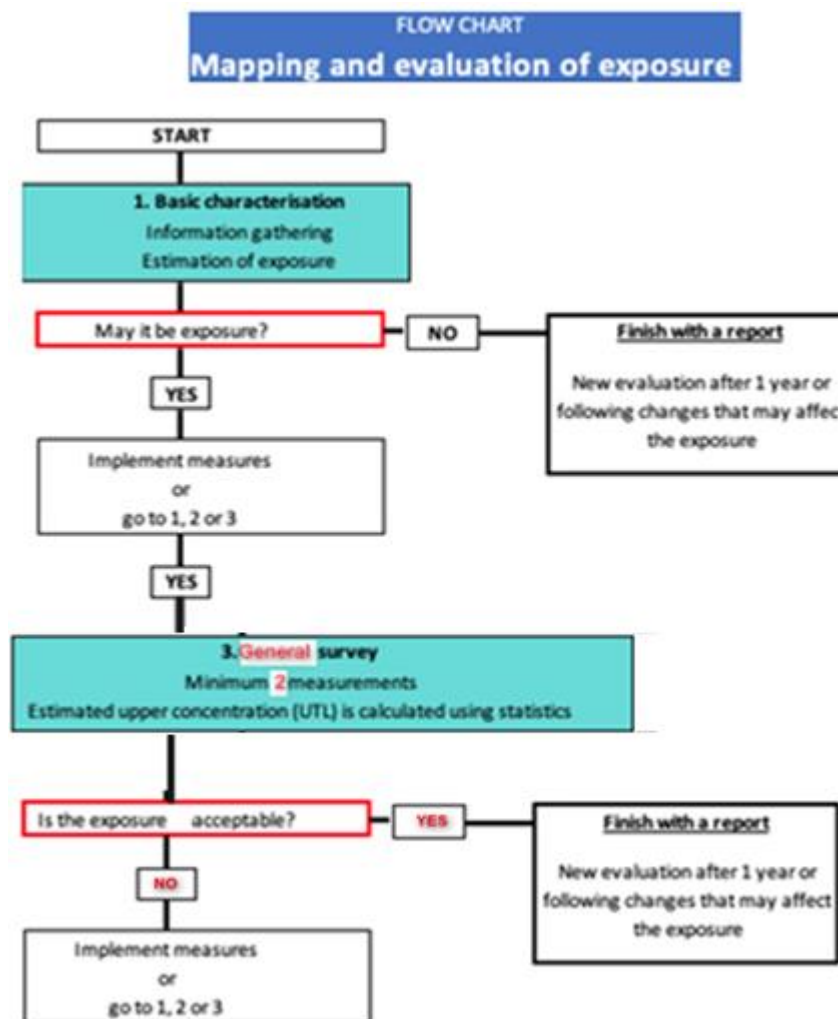 FLOW CHART
Mapping and evaluation of exposure
START
1. Basic characterisation
Information gathering
Estimation of exposure
May it be exposure?
NO
Finish with a report
New evaluation after 1 year or
following changes that may affect
the exposure
YES
Implement measures
or
go to 1, 2 or 3
YES
3.General survey
Minimum 2 measurements
Estimated upper concentration (UTL) is calculated using statistics
Is the exposure acceptable?
YES
Finish with a report
New evaluation after 1 year or
following changes that may affect
the exposure
NO
Implement measures
or
go to 1, 2 or 3